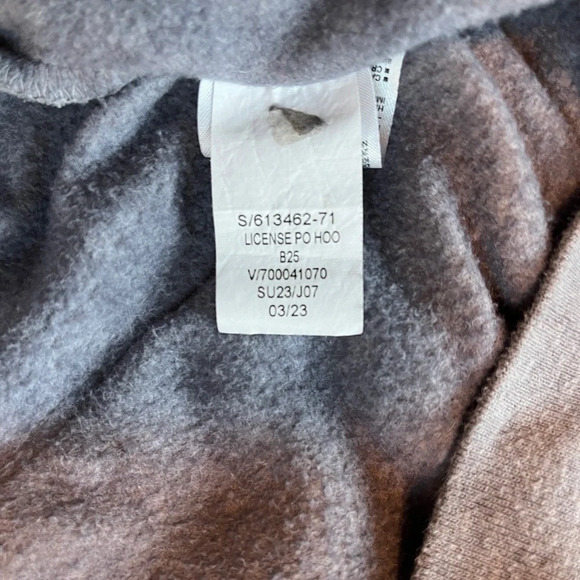 S/613462-71
LICENSE PO HOO
B25
V/700041070
SU23/J07
03/23